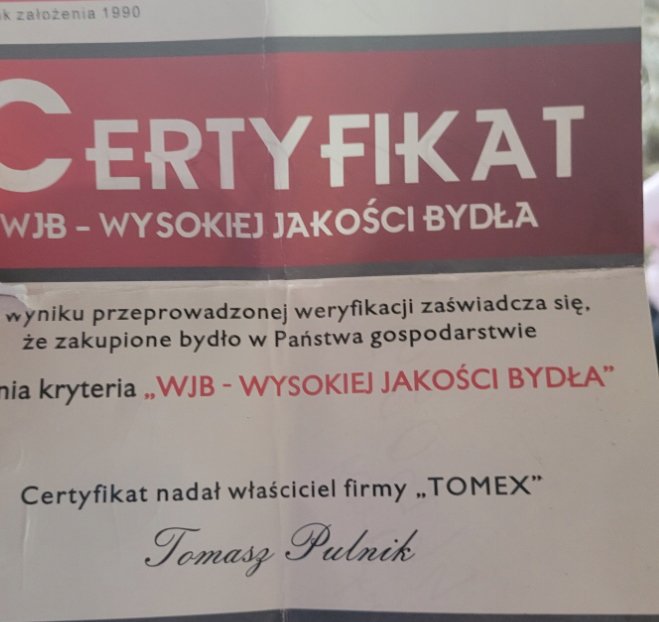 k założenia 1990
CERTYFIKAT
WJB - WYSOKIEJ JAKOŚCI BYDŁA
wyniku przeprowadzonej weryfikacji zaświadcza się,
że zakupione bydło w Państwa gospodarstwie
nia kryteria „WJB - WYSOKIEJ JAKOŚCI BYDŁA”
Certyfikat nadał właściciel firmy „TOMEX”
Tomasz Pulnik